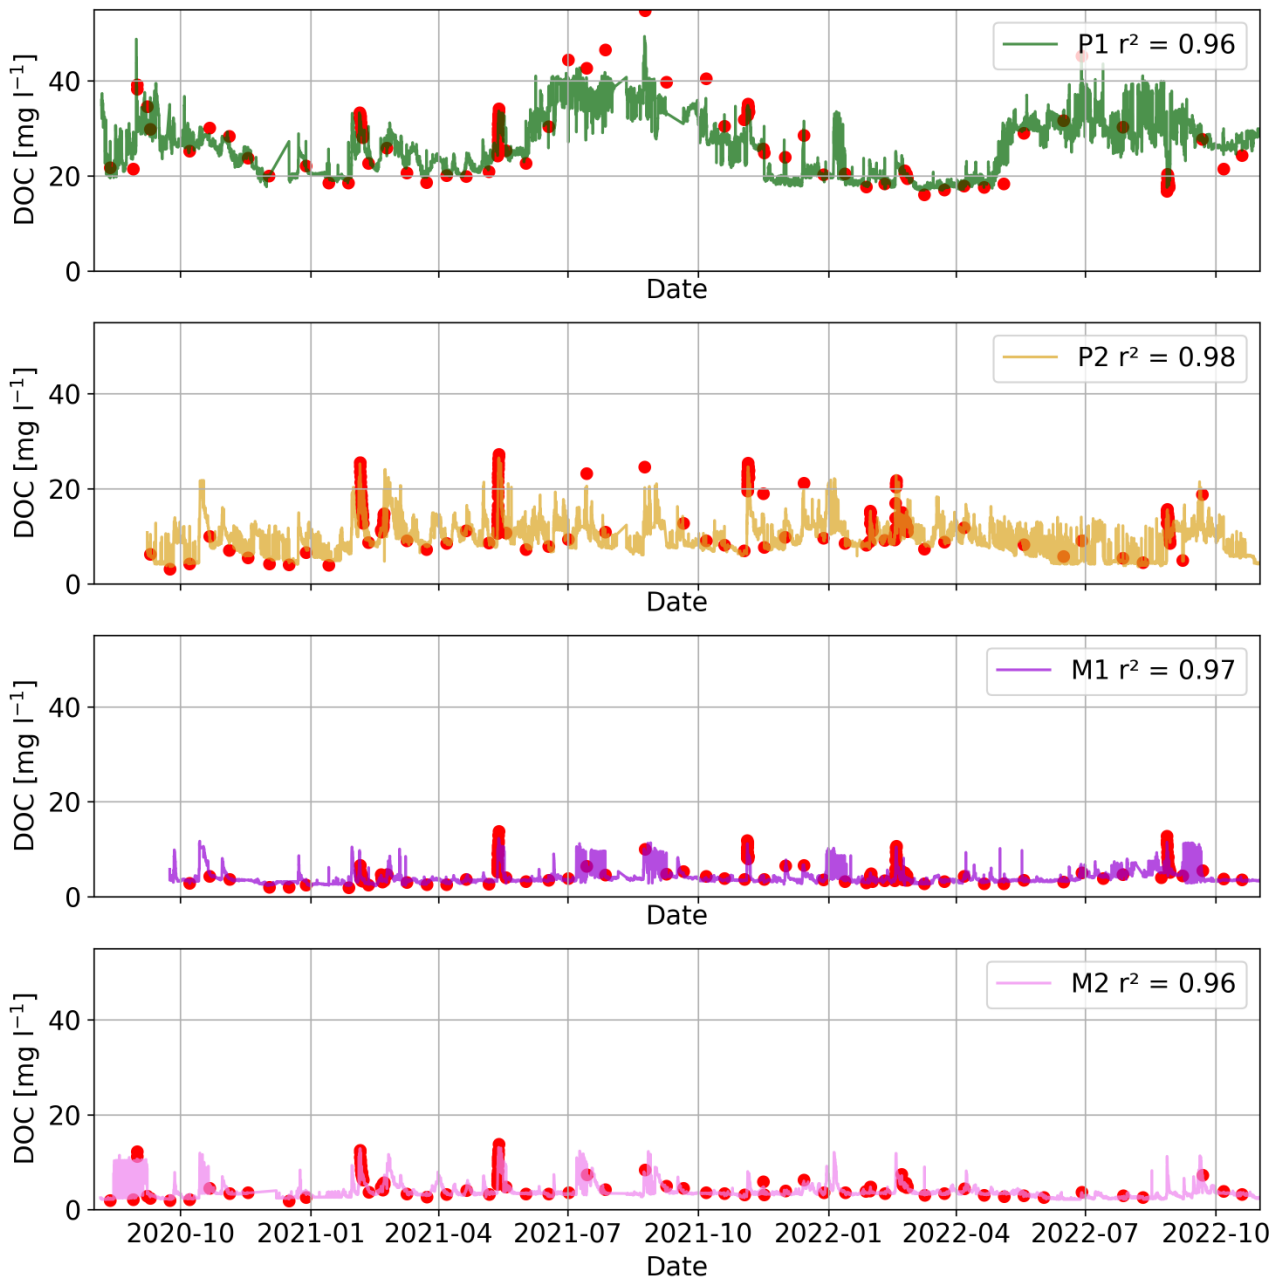 DOC [mg l⁻¹]
40
20
0
P1 r² = 0.96
Date
DOC [mg l⁻¹]
40
20
0
P2 r² = 0.98
Date
DOC [mg l⁻¹]
40
20
0
M1 r² = 0.97
Date
DOC [mg l⁻¹]
40
20
0
M2 r² = 0.96
2020-10 2021-01 2021-04 2021-07 2021-10 2022-01 2022-04 2022-07 2022-10
Date